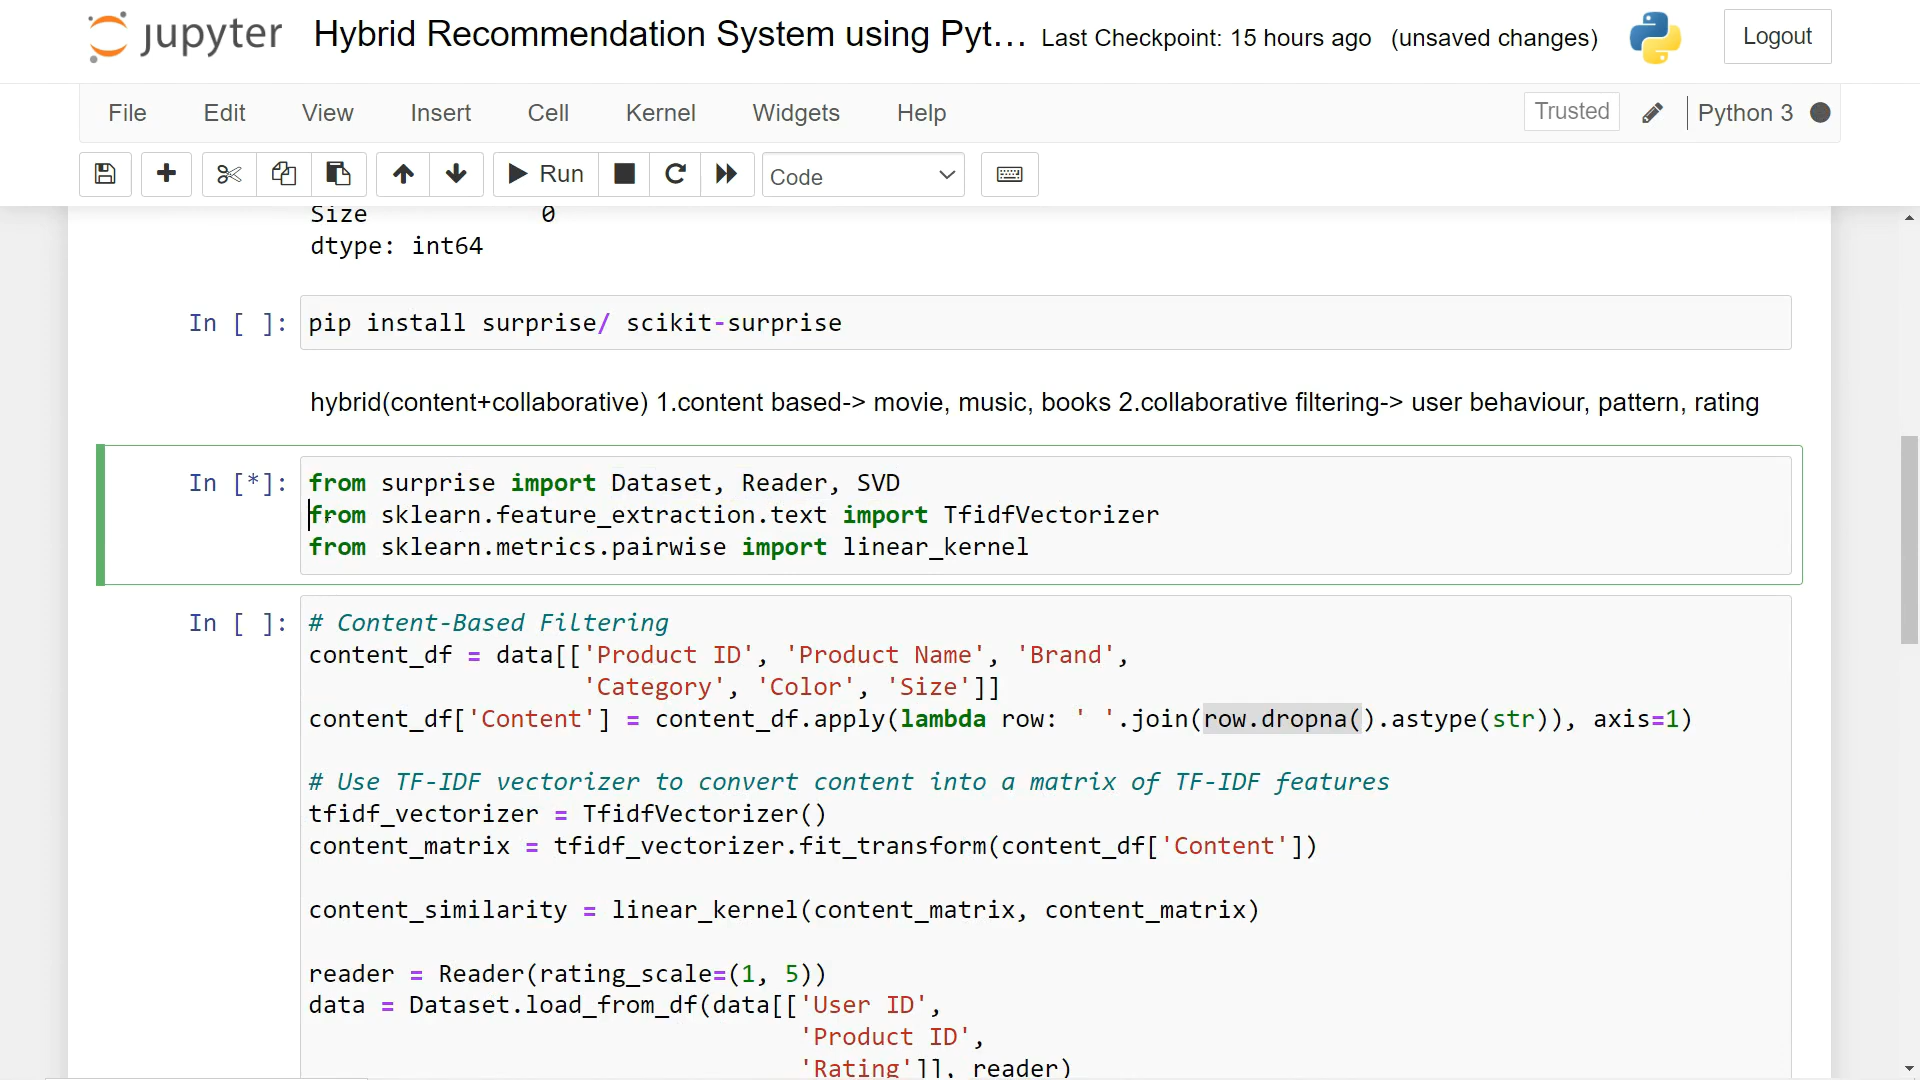 jupyter Hybrid Recommendation System using Pyt... Last Checkpoint: 15 hours ago (unsaved changes) Logout
File Edit View Insert Cell Kernel Widgets Help Trusted Python 3
Run Code
Size 0
dtype: int64
In [ ]: pip install surprise/ scikit-surprise
hybrid(content+collaborative) 1.content based-> movie, music, books 2.collaborative filtering-> user behaviour, pattern, rating
In [*]: from surprise import Dataset, Reader, SVD
from sklearn.feature_extraction.text import TfidfVectorizer
from sklearn.metrics.pairwise import linear_kernel
In [ ]: # Content-Based Filtering
content_df = data[['Product ID', 'Product Name', 'Brand',
'Category', 'Color', 'Size']]
content_df['Content'] = content_df.apply(lambda row: ' '.join(row.dropna().astype(str)), axis=1)
# Use TF-IDF vectorizer to convert content into a matrix of TF-IDF features
tfidf_vectorizer = TfidfVectorizer()
content_matrix = tfidf_vectorizer.fit_transform(content_df['Content'])
content_similarity = linear_kernel(content_matrix, content_matrix)
reader = Reader(rating_scale=(1, 5))
data = Dataset.load_from_df(data[['User ID',
'Product ID',
'Rating']], reader)